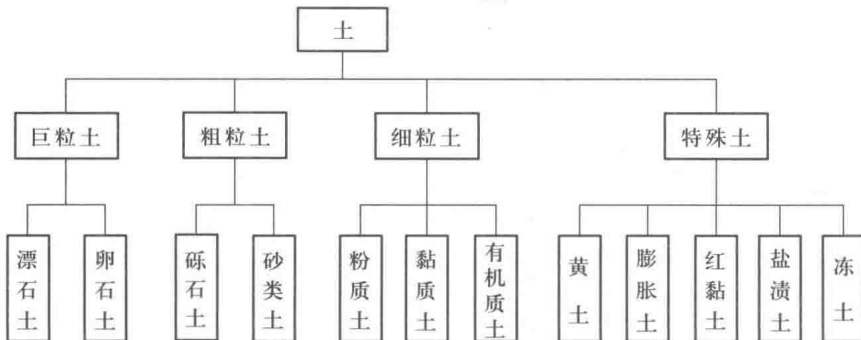 土
巨粒土
粗粒土
细粒土
特殊土
漂石土
卵石土
砾石土
砂类土
粉质土
黏质土
有机质土
黄土
膨胀土
红黏土
盐渍土
冻土